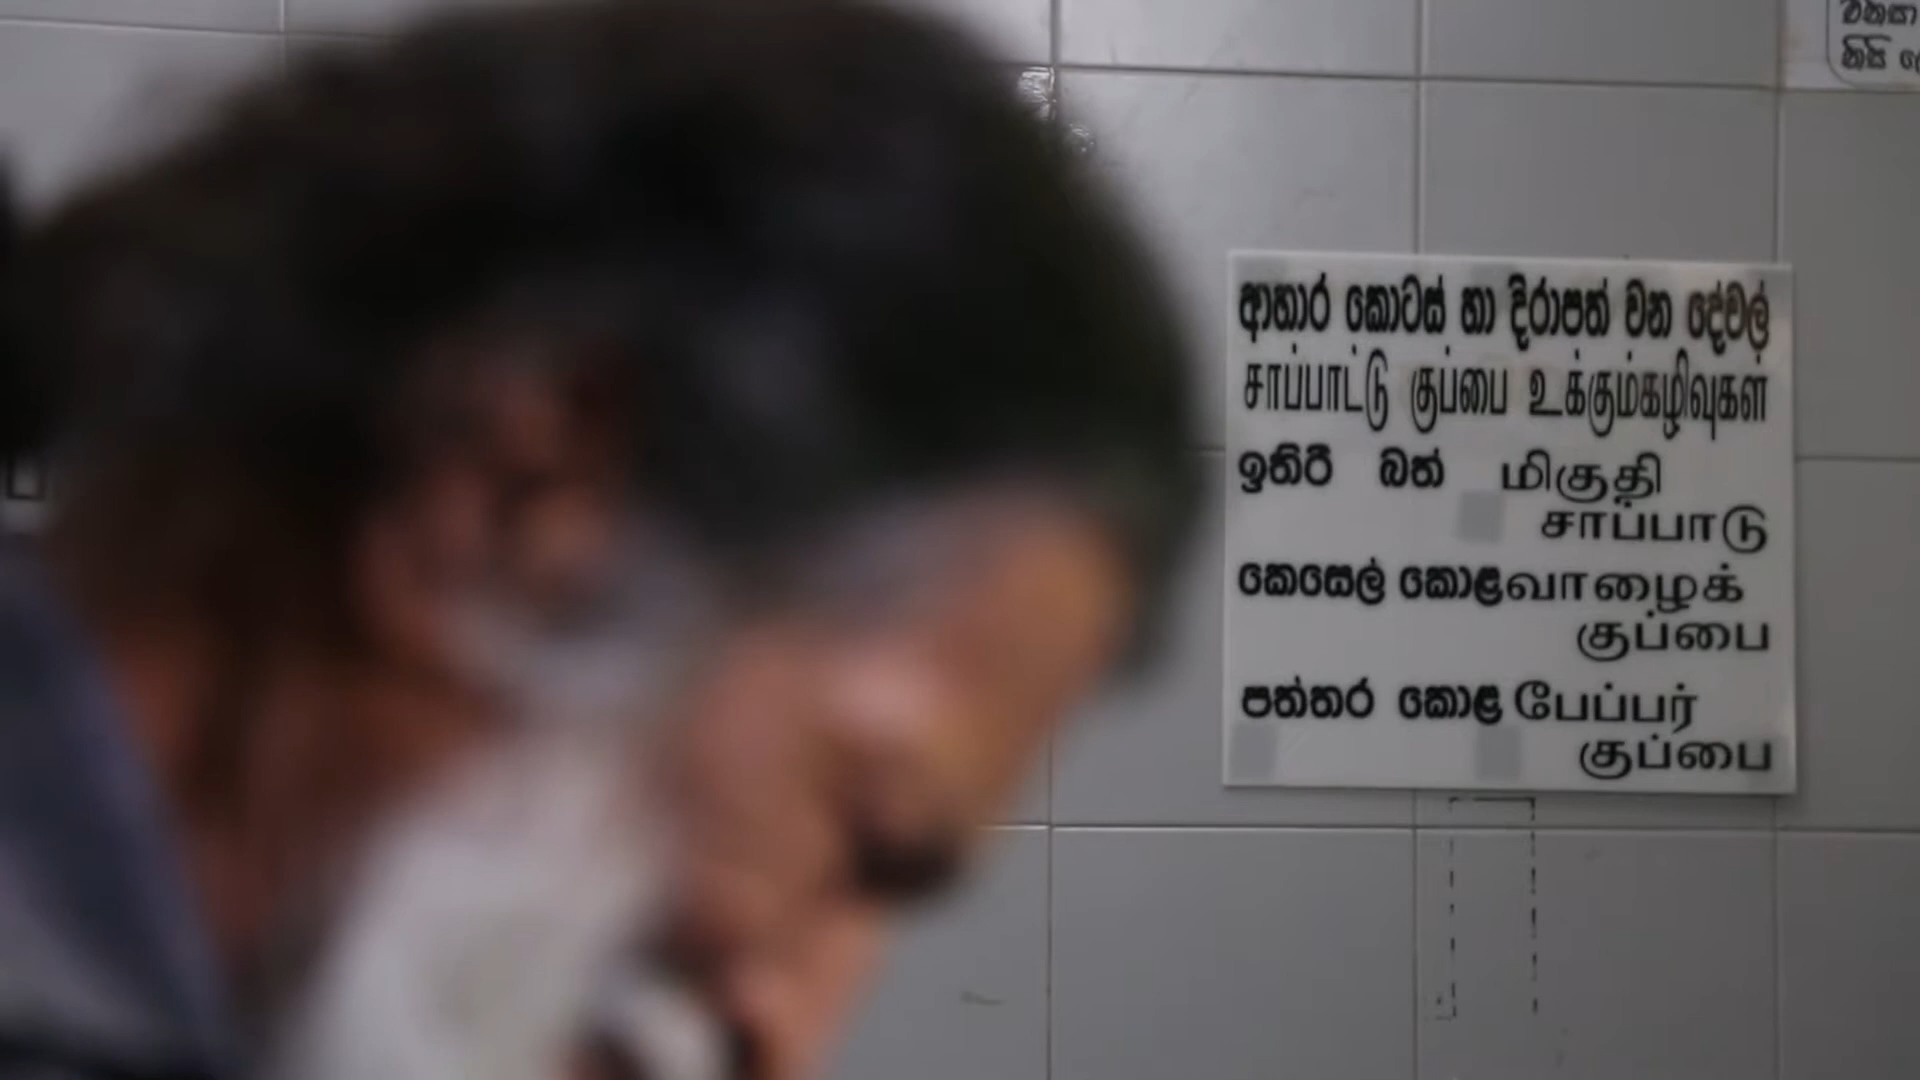 ආහාර කොටස් හා දිරාපත් වන දේවල්
சாப்பாட்டு குப்பை உக்கும்கழிவுகள்
ඉතිරි බත් மிகுதி
சாப்பாடு
කෙසෙල් කොළ வாழைக்
குப்பை
පත්තර කොළ பேப்பர்
குப்பை